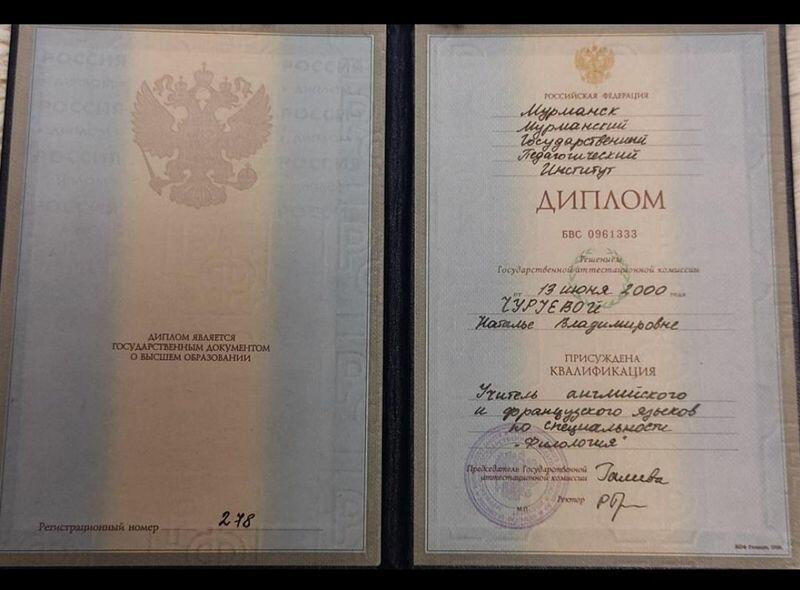 ДИПЛОМ ЯВЛЯЕТСЯ
ГОСУДАРСТВЕННЫМ ДОКУМЕНТОМ
О ВЫСШЕМ ОБРАЗОВАНИИ
Регистрационный номер 278
РОССИЙСКАЯ ФЕДЕРАЦИЯ
Мурманск
Мурманский
Государственный
Педагогический
Институт
ДИПЛОМ
БВС 0961333
Решением
Государственной аттестационной комиссии
от 13 июня 2000 года
ЧУРГЕВОЙ
Наталье Владимировне
ПРИСУЖДЕНА
КВАЛИФИКАЦИЯ
Учитель английского
и французского языков
по специальности
"Филология"
Председатель Государственной
аттестационной комиссии
Ректор
М.П.